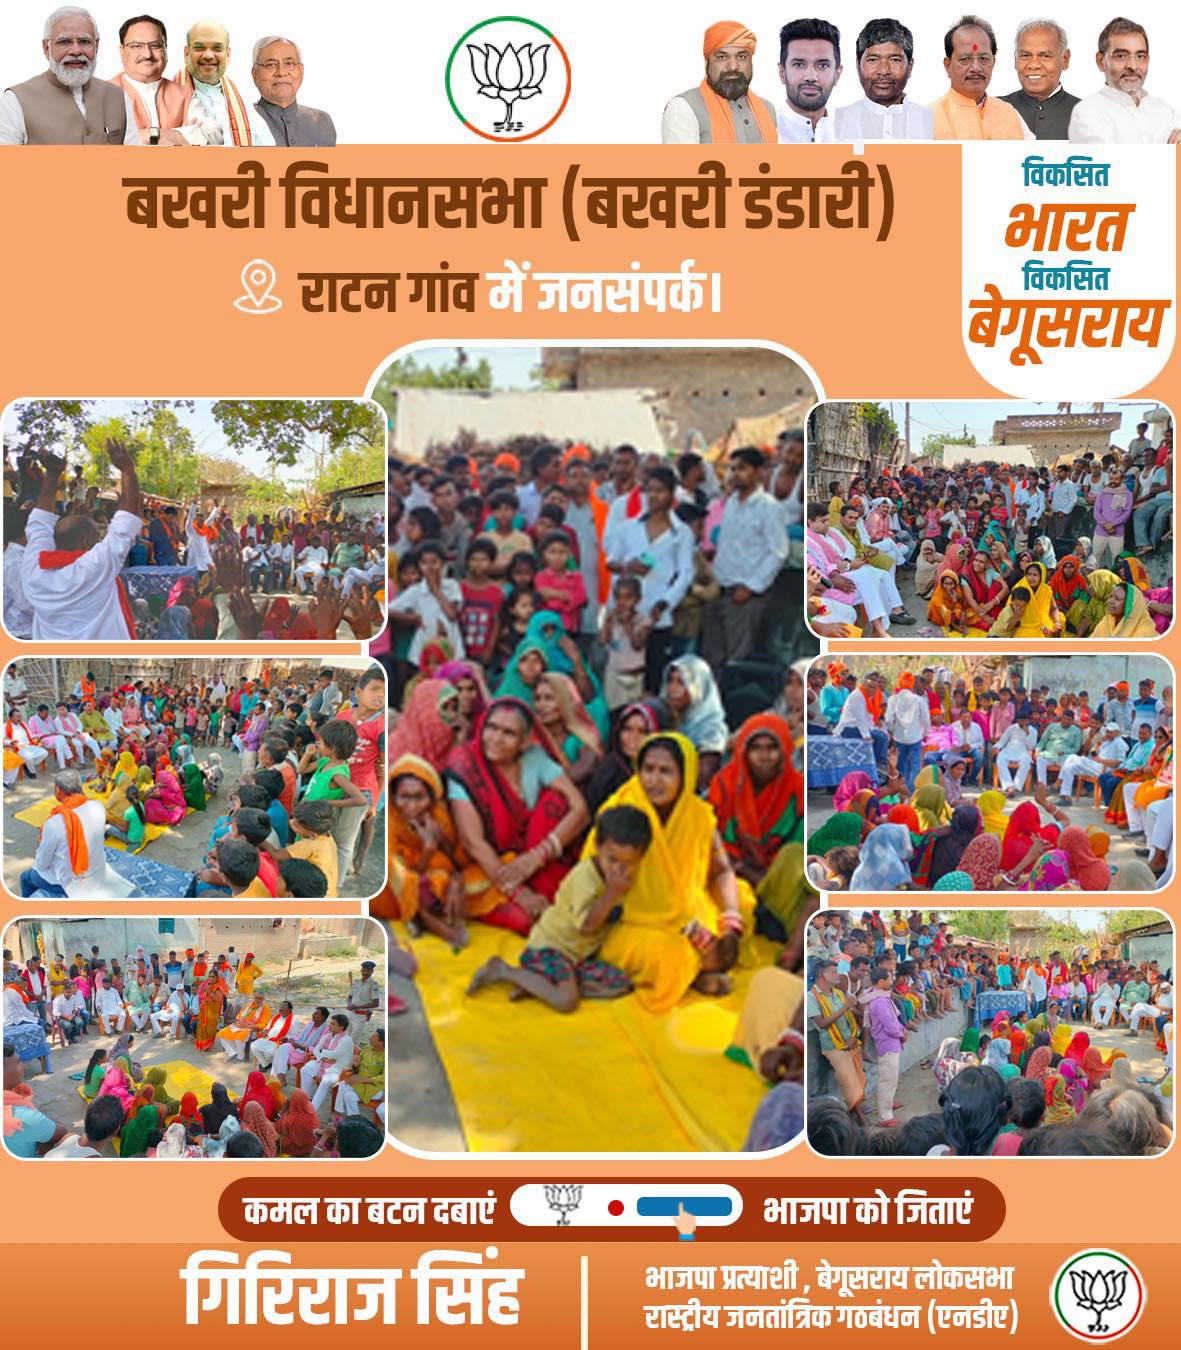 बखरी विधानसभा (बखरी डंडारी)
राटन गांव में जनसंपर्क।
विकसित
भारत
विकसित
बेगूसराय
कमल का बटन दबाएं भाजपा को जिताएं
गिरिराज सिंह
भाजपा प्रत्याशी , बेगूसराय लोकसभा
रास्ट्रीय जनतांत्रिक गठबंधन (एनडीए)